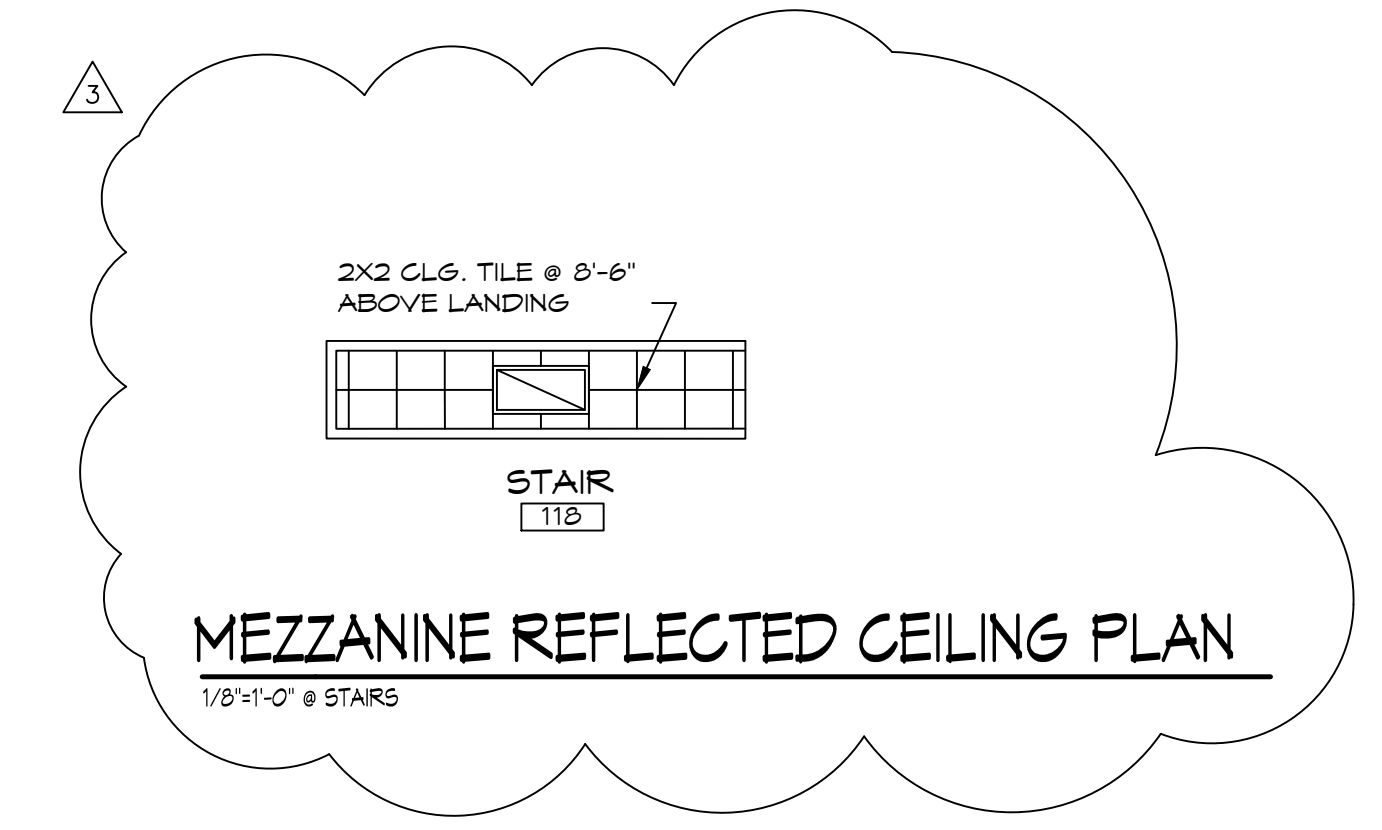 3
2X2 CLG. TILE @ 8'-6"
ABOVE LANDING
STAIR
118
MEZZANINE REFLECTED CEILING PLAN
1/8"=1'-0" @ STAIRS